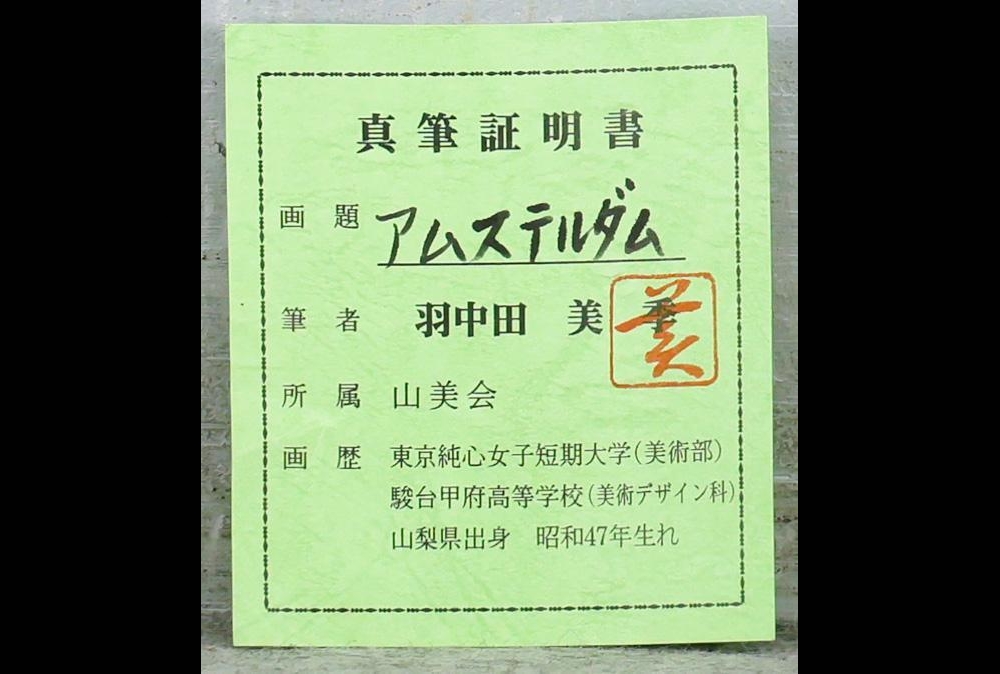 真筆証明書
画題 アムステルダム
筆者 羽中田 美季
所属 山美会
画歴 東京純心女子短期大学(美術部)
駿台甲府高等学校(美術デザイン科)
山梨県出身 昭和47年生れ
美